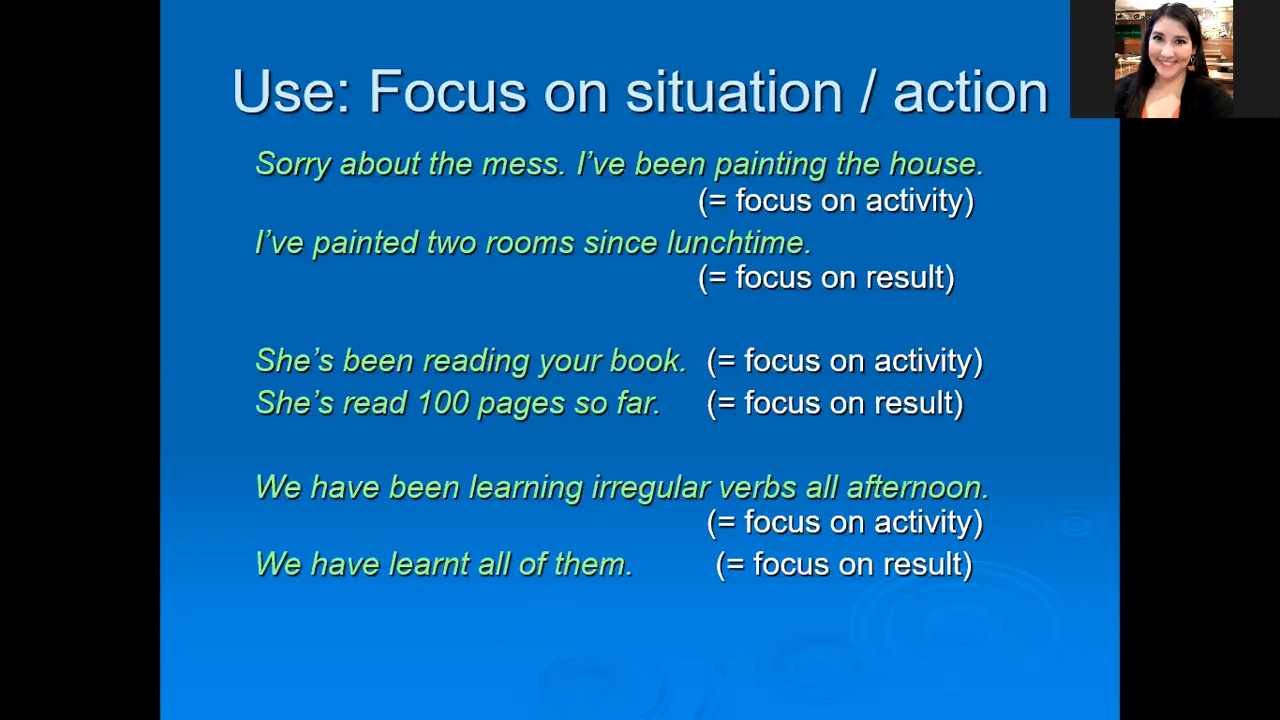 Use: Focus on situation / action
Sorry about the mess. I’ve been painting the house.
(= focus on activity)
I’ve painted two rooms since lunchtime.
(= focus on result)
She’s been reading your book. (= focus on activity)
She’s read 100 pages so far. (= focus on result)
We have been learning irregular verbs all afternoon.
(= focus on activity)
We have learnt all of them. (= focus on result)